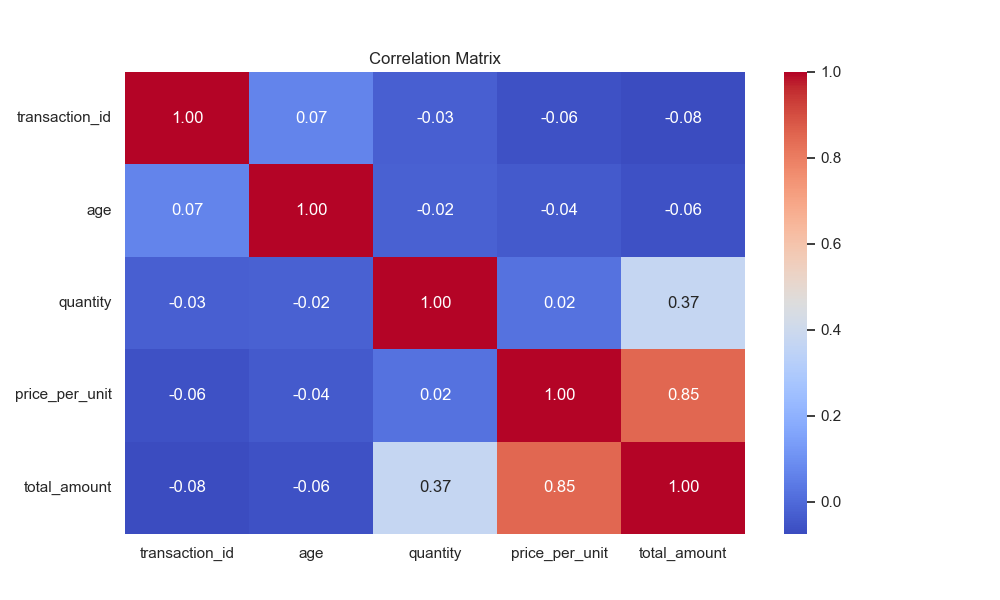 Correlation Matrix
transaction_id 1.00 0.07 -0.03 -0.06 -0.08
age 0.07 1.00 -0.02 -0.04 -0.06
quantity -0.03 -0.02 1.00 0.02 0.37
price_per_unit -0.06 -0.04 0.02 1.00 0.85
total_amount -0.08 -0.06 0.37 0.85 1.00
transaction_id age quantity price_per_unit total_amount
1.0
0.8
0.6
0.4
0.2
0.0